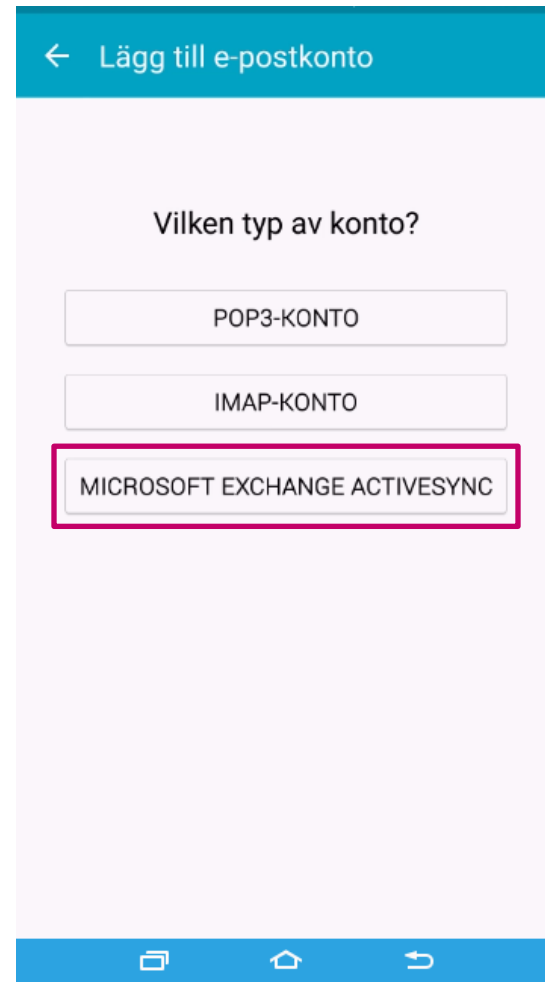 Lägg till e-postkonto
Vilken typ av konto?
POP3-KONTO
IMAP-KONTO
MICROSOFT EXCHANGE ACTIVESYNC